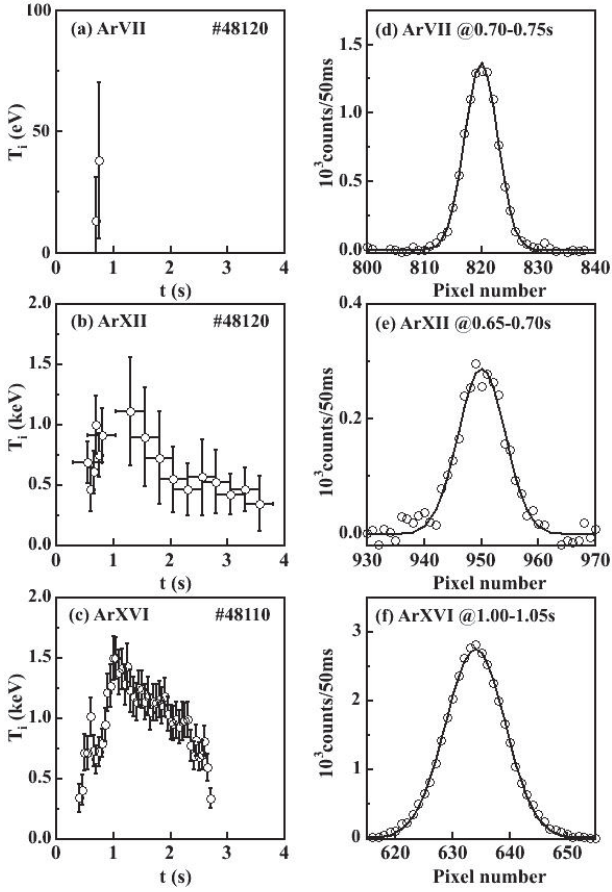 (a) ArVII #48120
100
50
0
T_i (eV)
0 1 2 3 4
t (s)
(d) ArVII @0.70-0.75s
1.5
1.0
0.5
0.0
10^3counts/50ms
800 810 820 830 840
Pixel number
(b) ArXII #48120
2.0
1.5
1.0
0.5
0.0
T_i (keV)
0 1 2 3 4
t (s)
(e) ArXII @0.65-0.70s
0.4
0.2
0.0
10^3counts/50ms
930 940 950 960 970
Pixel number
(c) ArXVI #48110
2.0
1.5
1.0
0.5
0.0
T_i (keV)
0 1 2 3 4
t (s)
(f) ArXVI @1.00-1.05s
3
2
1
0
10^3counts/50ms
620 630 640 650
Pixel number